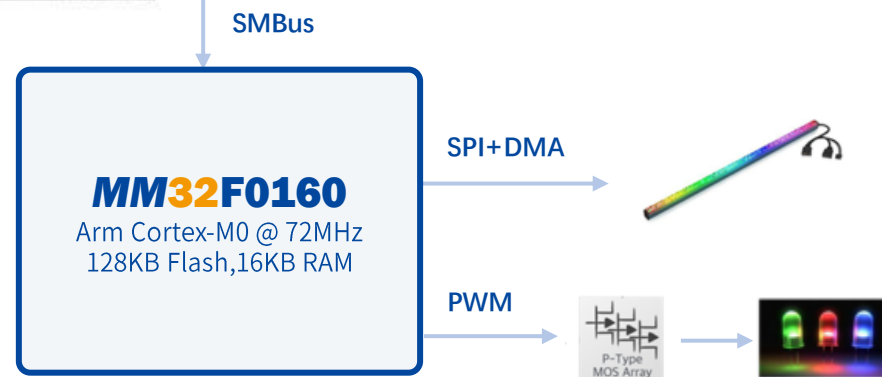 SMBus
SPI+DMA
MM32F0160
Arm Cortex-M0 @ 72MHz
128KB Flash,16KB RAM
PWM
P-Type
MOS Array